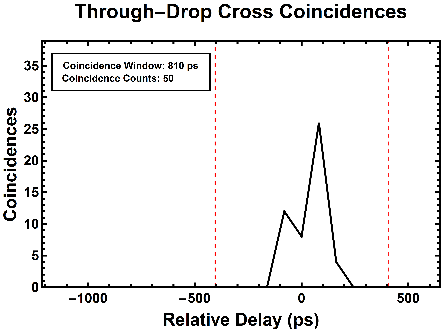 Through-Drop Cross Coincidences
Coincidence Window: 810 ps
Coincidence Counts: 50
Coincidences
35
30
25
20
15
10
5
0
-1000
-500
0
500
Relative Delay (ps)